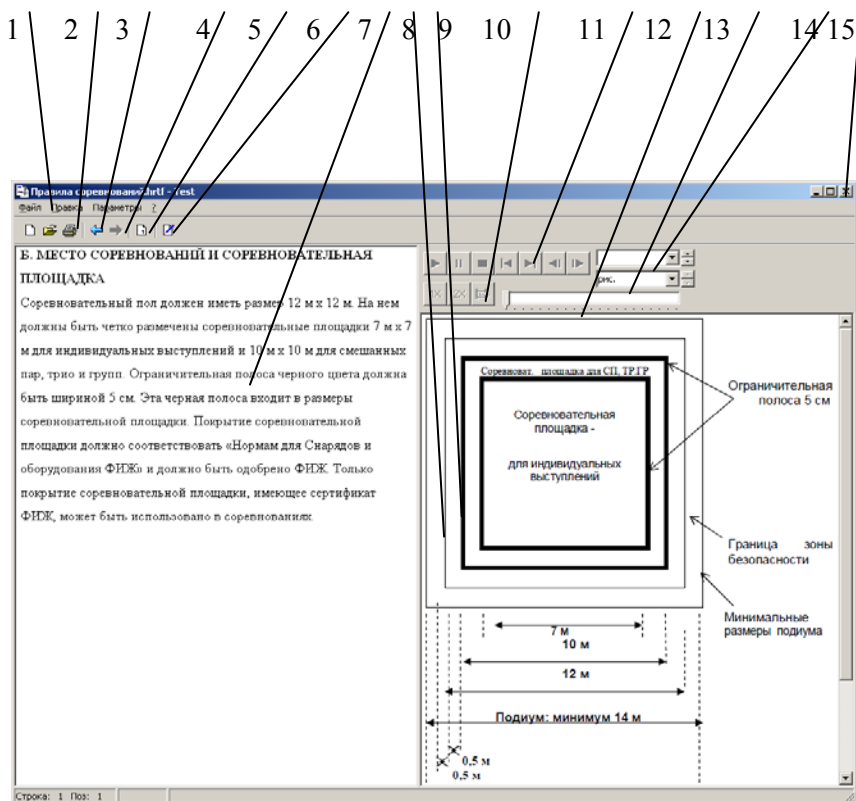 1 2 3 4 5 6 7 8 9 10 11 12 13 14 15
Правила соревнований.hrtf - Test
Файл Правка Параметры ?
Б. МЕСТО СОРЕВНОВАНИЙ И СОРЕВНОВАТЕЛЬНАЯ
ПЛОЩАДКА
Соревновательный пол должен иметь размер 12 м х 12 м. На нем
должны быть четко размечены соревновательные площадки 7 м х 7
м для индивидуальных выступлений и 10 м х 10 м для смешанных
пар, трио и групп. Ограничительная полоса черного цвета должна
быть шириной 5 см. Эта черная полоса входит в размеры
соревновательной площадки. Покрытие соревновательной
площадки должно соответствовать «Нормам для Снарядов и
оборудования ФИЖ» и должно быть одобрено ФИЖ. Только
покрытие соревновательной площадки, имеющее сертификат
ФИЖ, может быть использовано в соревнованиях.
рис.
2X
Соревноват. площадка для СП, ТР,ГР
Соревновательная
площадка -
для индивидуальных
выступлений
Ограничительная
полоса 5 см
Граница зоны
безопасности
Минимальные
размеры подиума
7 м
10 м
12 м
Подиум: минимум 14 м
0,5 м
0,5 м
Строка: 1 Поз: 1